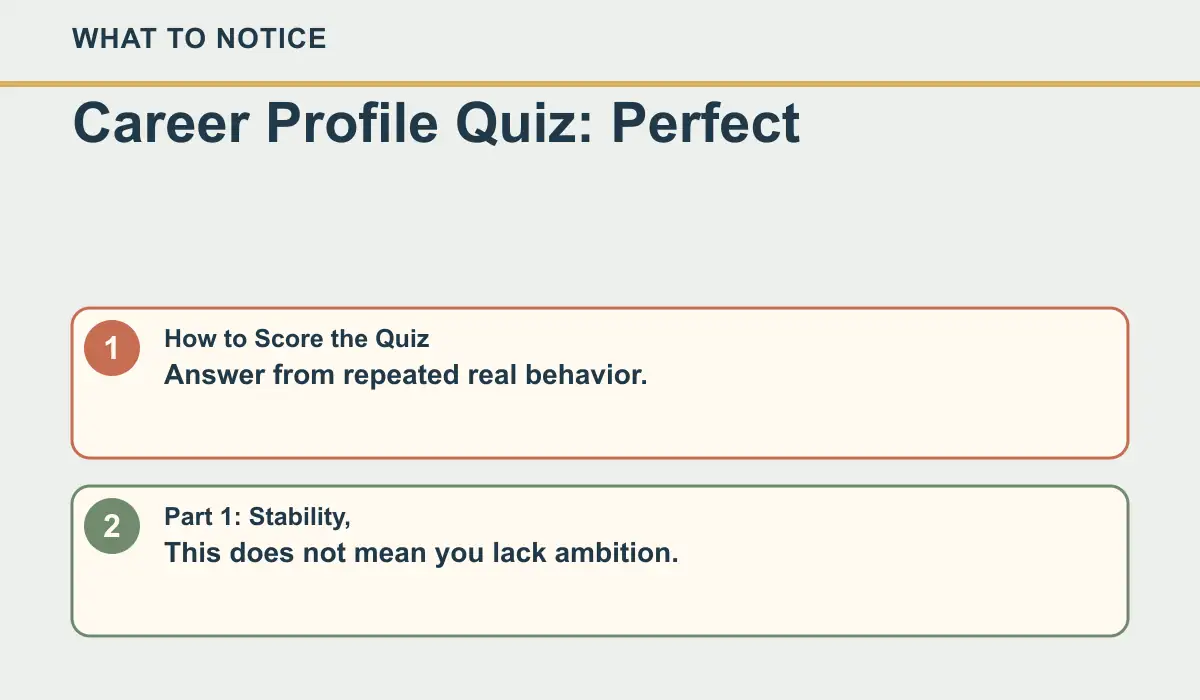 WHAT TO NOTICE
Career Profile Quiz: Perfect
1
How to Score the Quiz
Answer from repeated real behavior.
2
Part 1: Stability,
This does not mean you lack ambition.